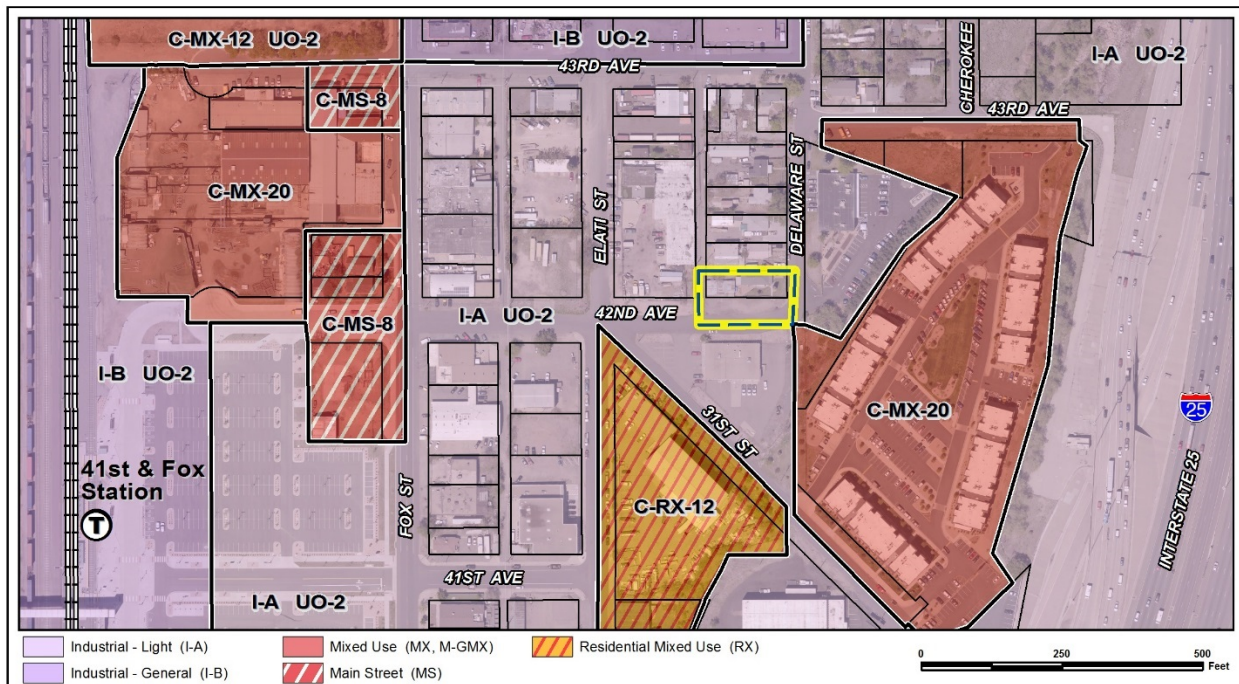 C-MX-12 UO-2
I-B UO-2
I-A UO-2
43RD AVE
CHEROKEE
43RD AVE
C-MS-8
C-MX-20
ELATI ST
DELAWARE ST
C-MS-8
I-A UO-2
42ND AVE
I-B UO-2
31ST ST
C-MX-20
25
41st & Fox
Station
T
FOX ST
C-RX-12
INTERSTATE 25
41ST AVE
I-A UO-2
Industrial - Light (I-A)
Industrial - General (I-B)
Mixed Use (MX, M-GMX)
Main Street (MS)
Residential Mixed Use (RX)
0 250 500
Feet